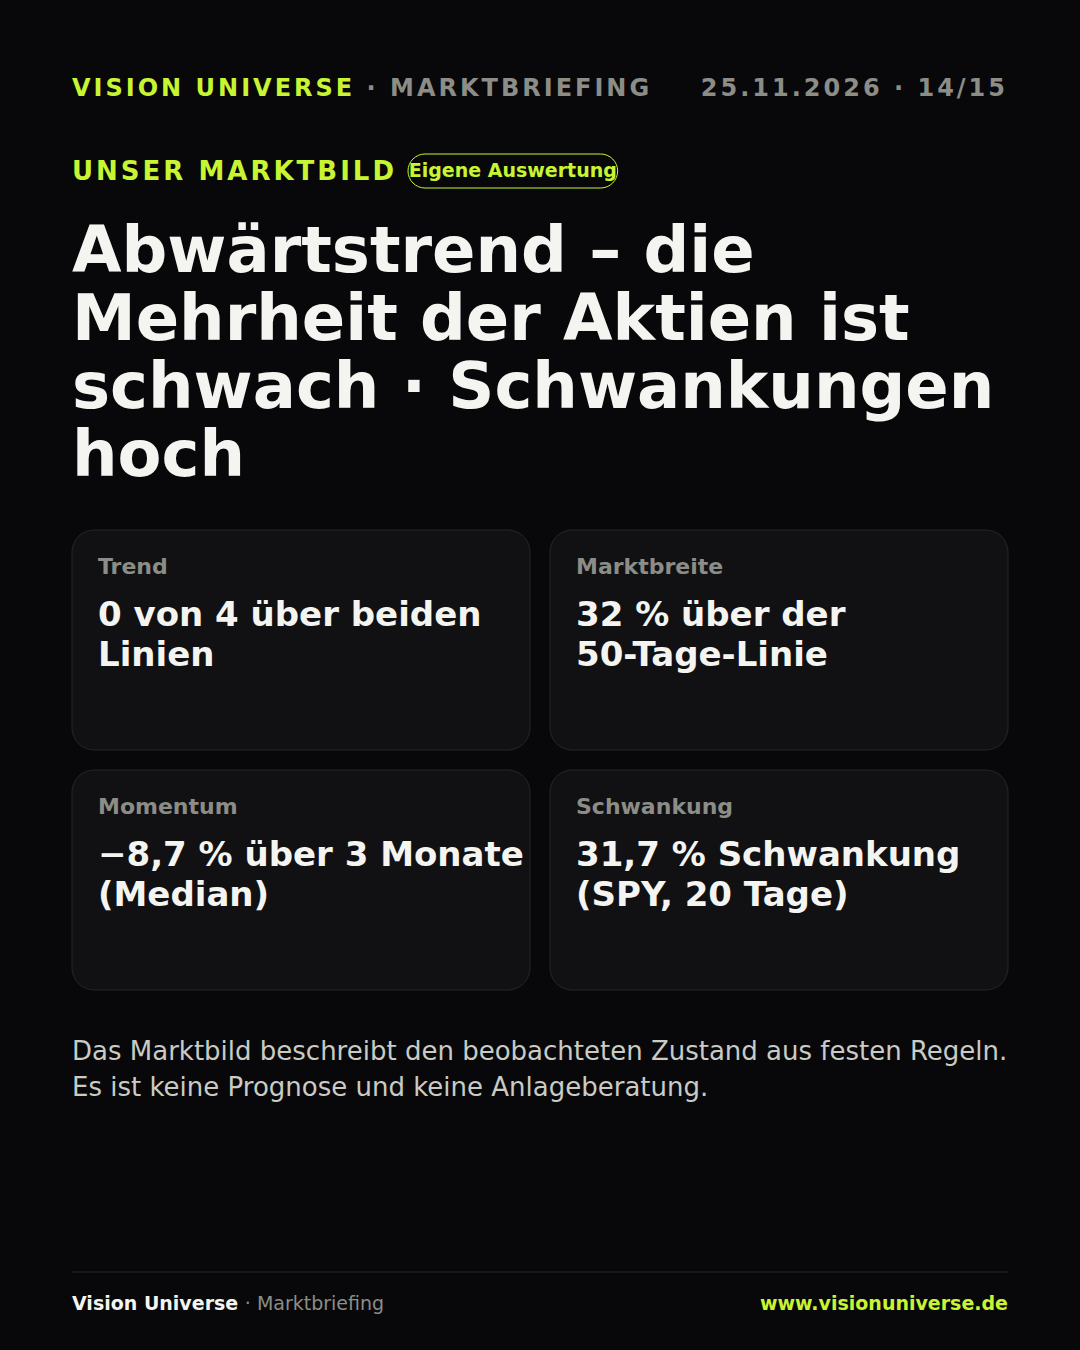 VISION UNIVERSE · MARKTBRIEFING 25.11.2026 · 14/15
UNSER MARKTBILD Eigene Auswertung
Abwärtstrend – die
Mehrheit der Aktien ist
schwach · Schwankungen
hoch
Trend
0 von 4 über beiden
Linien
Marktbreite
32 % über der
50-Tage-Linie
Momentum
−8,7 % über 3 Monate
(Median)
Schwankung
31,7 % Schwankung
(SPY, 20 Tage)
Das Marktbild beschreibt den beobachteten Zustand aus festen Regeln.
Es ist keine Prognose und keine Anlageberatung.
Vision Universe · Marktbriefing www.visionuniverse.de